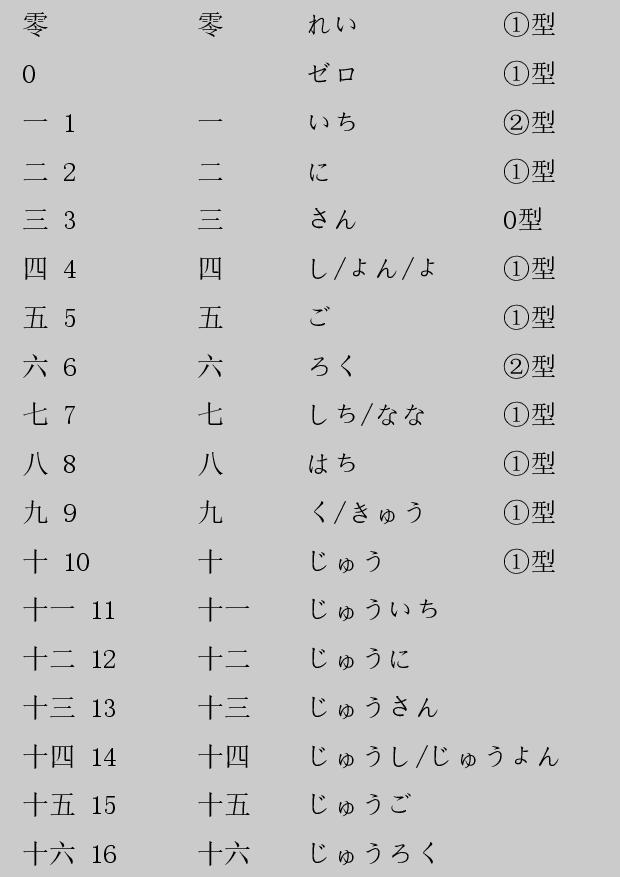 零 零 れい ①型
0 ゼロ ①型
一 1 一 いち ②型
二 2 二 に ①型
三 3 三 さん 0型
四 4 四 し/よん/よ ①型
五 5 五 ご ①型
六 6 六 ろく ②型
七 7 七 しち/なな ①型
八 8 八 はち ①型
九 9 九 く/きゅう ①型
十 10 十 じゅう ①型
十一 11 十一 じゅういち
十二 12 十二 じゅうに
十三 13 十三 じゅうさん
十四 14 十四 じゅうし/じゅうよん
十五 15 十五 じゅうご
十六 16 十六 じゅうろく